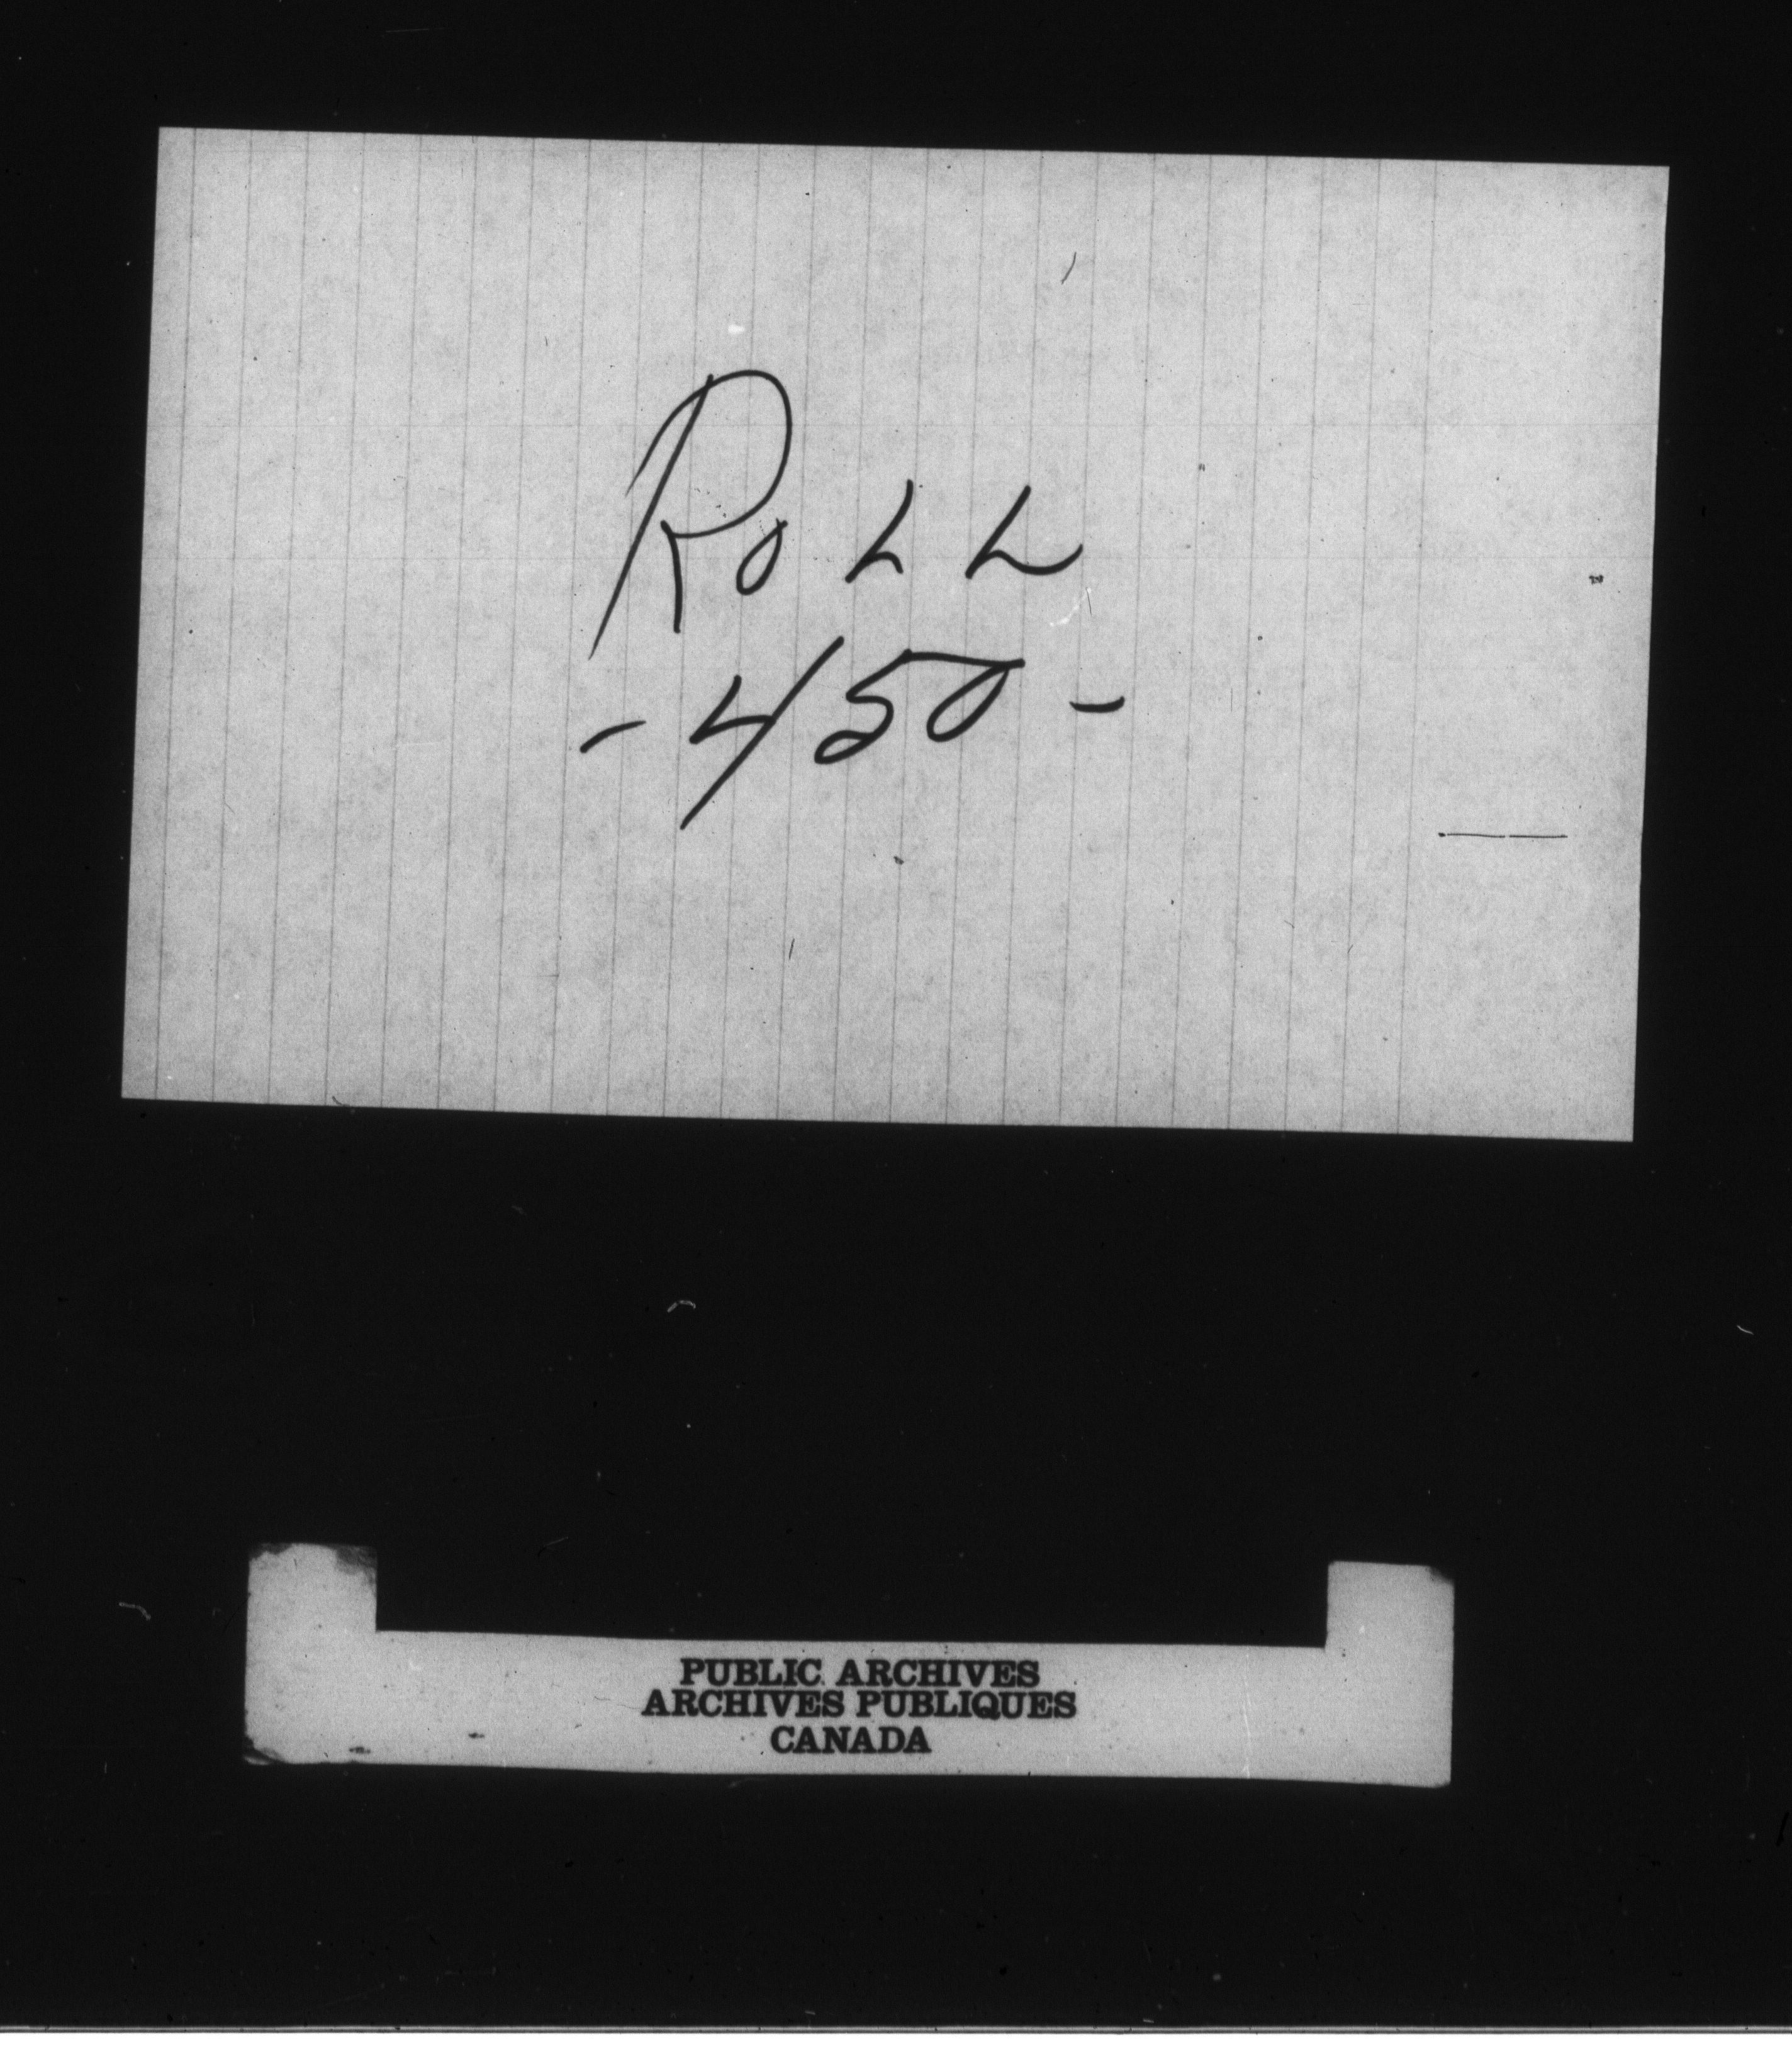 ROLL
- 450 -
PUBLIC ARCHIVES
ARCHIVES PUBLIQUES
CANADA